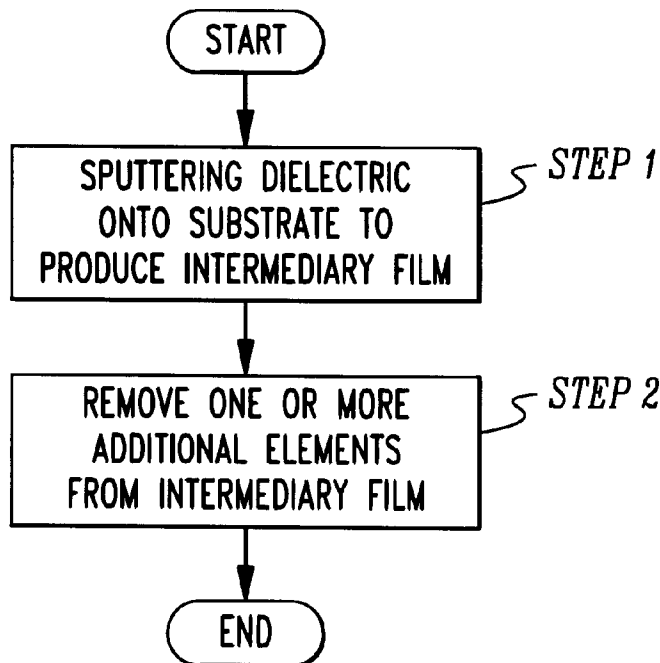 START
SPUTTERING DIELECTRIC
ONTO SUBSTRATE TO
PRODUCE INTERMEDIARY FILM
STEP 1
REMOVE ONE OR MORE
ADDITIONAL ELEMENTS
FROM INTERMEDIARY FILM
STEP 2
END